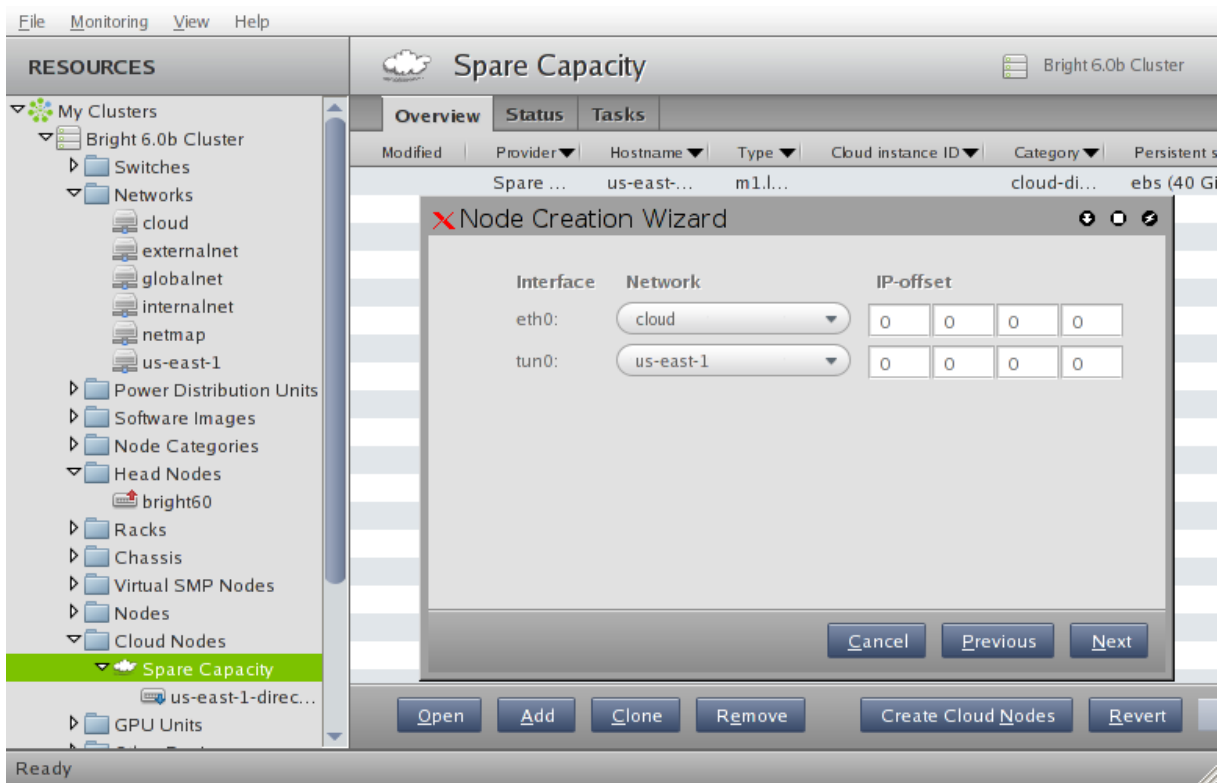 File Monitoring View Help
RESOURCES
Spare Capacity
Bright 6.0b Cluster
My Clusters
Bright 6.0b Cluster
Switches
Networks
cloud
externalnet
globalnet
internalnet
netmap
us-east-1
Power Distribution Units
Software Images
Node Categories
Head Nodes
bright60
Racks
Chassis
Virtual SMP Nodes
Nodes
Cloud Nodes
Spare Capacity
us-east-1-direc...
GPU Units
Overview Status Tasks
Modified Provider Hostname Type Cloud instance ID Category Persistent s
Spare ... us-east-... m1.l... cloud-di... ebs (40 Gi
Node Creation Wizard
Interface Network IP-offset
eth0: cloud 0 0 0 0
tun0: us-east-1 0 0 0 0
Cancel Previous Next
Open Add Clone Remove Create Cloud Nodes Revert
Ready